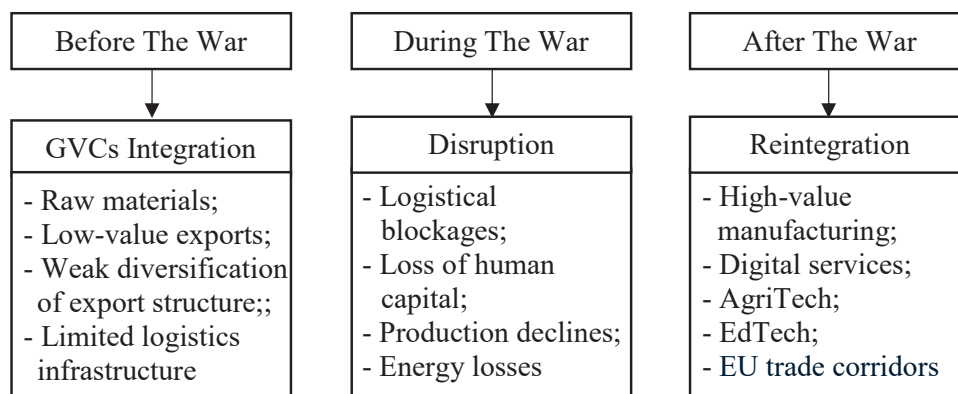 Before The War
GVCs Integration
- Raw materials;
- Low-value exports;
- Weak diversification
of export structure;;
- Limited logistics
infrastructure
During The War
Disruption
- Logistical
blockages;
- Loss of human
capital;
- Production declines;
- Energy losses
After The War
Reintegration
- High-value
manufacturing;
- Digital services;
- AgriTech;
- EdTech;
- EU trade corridors